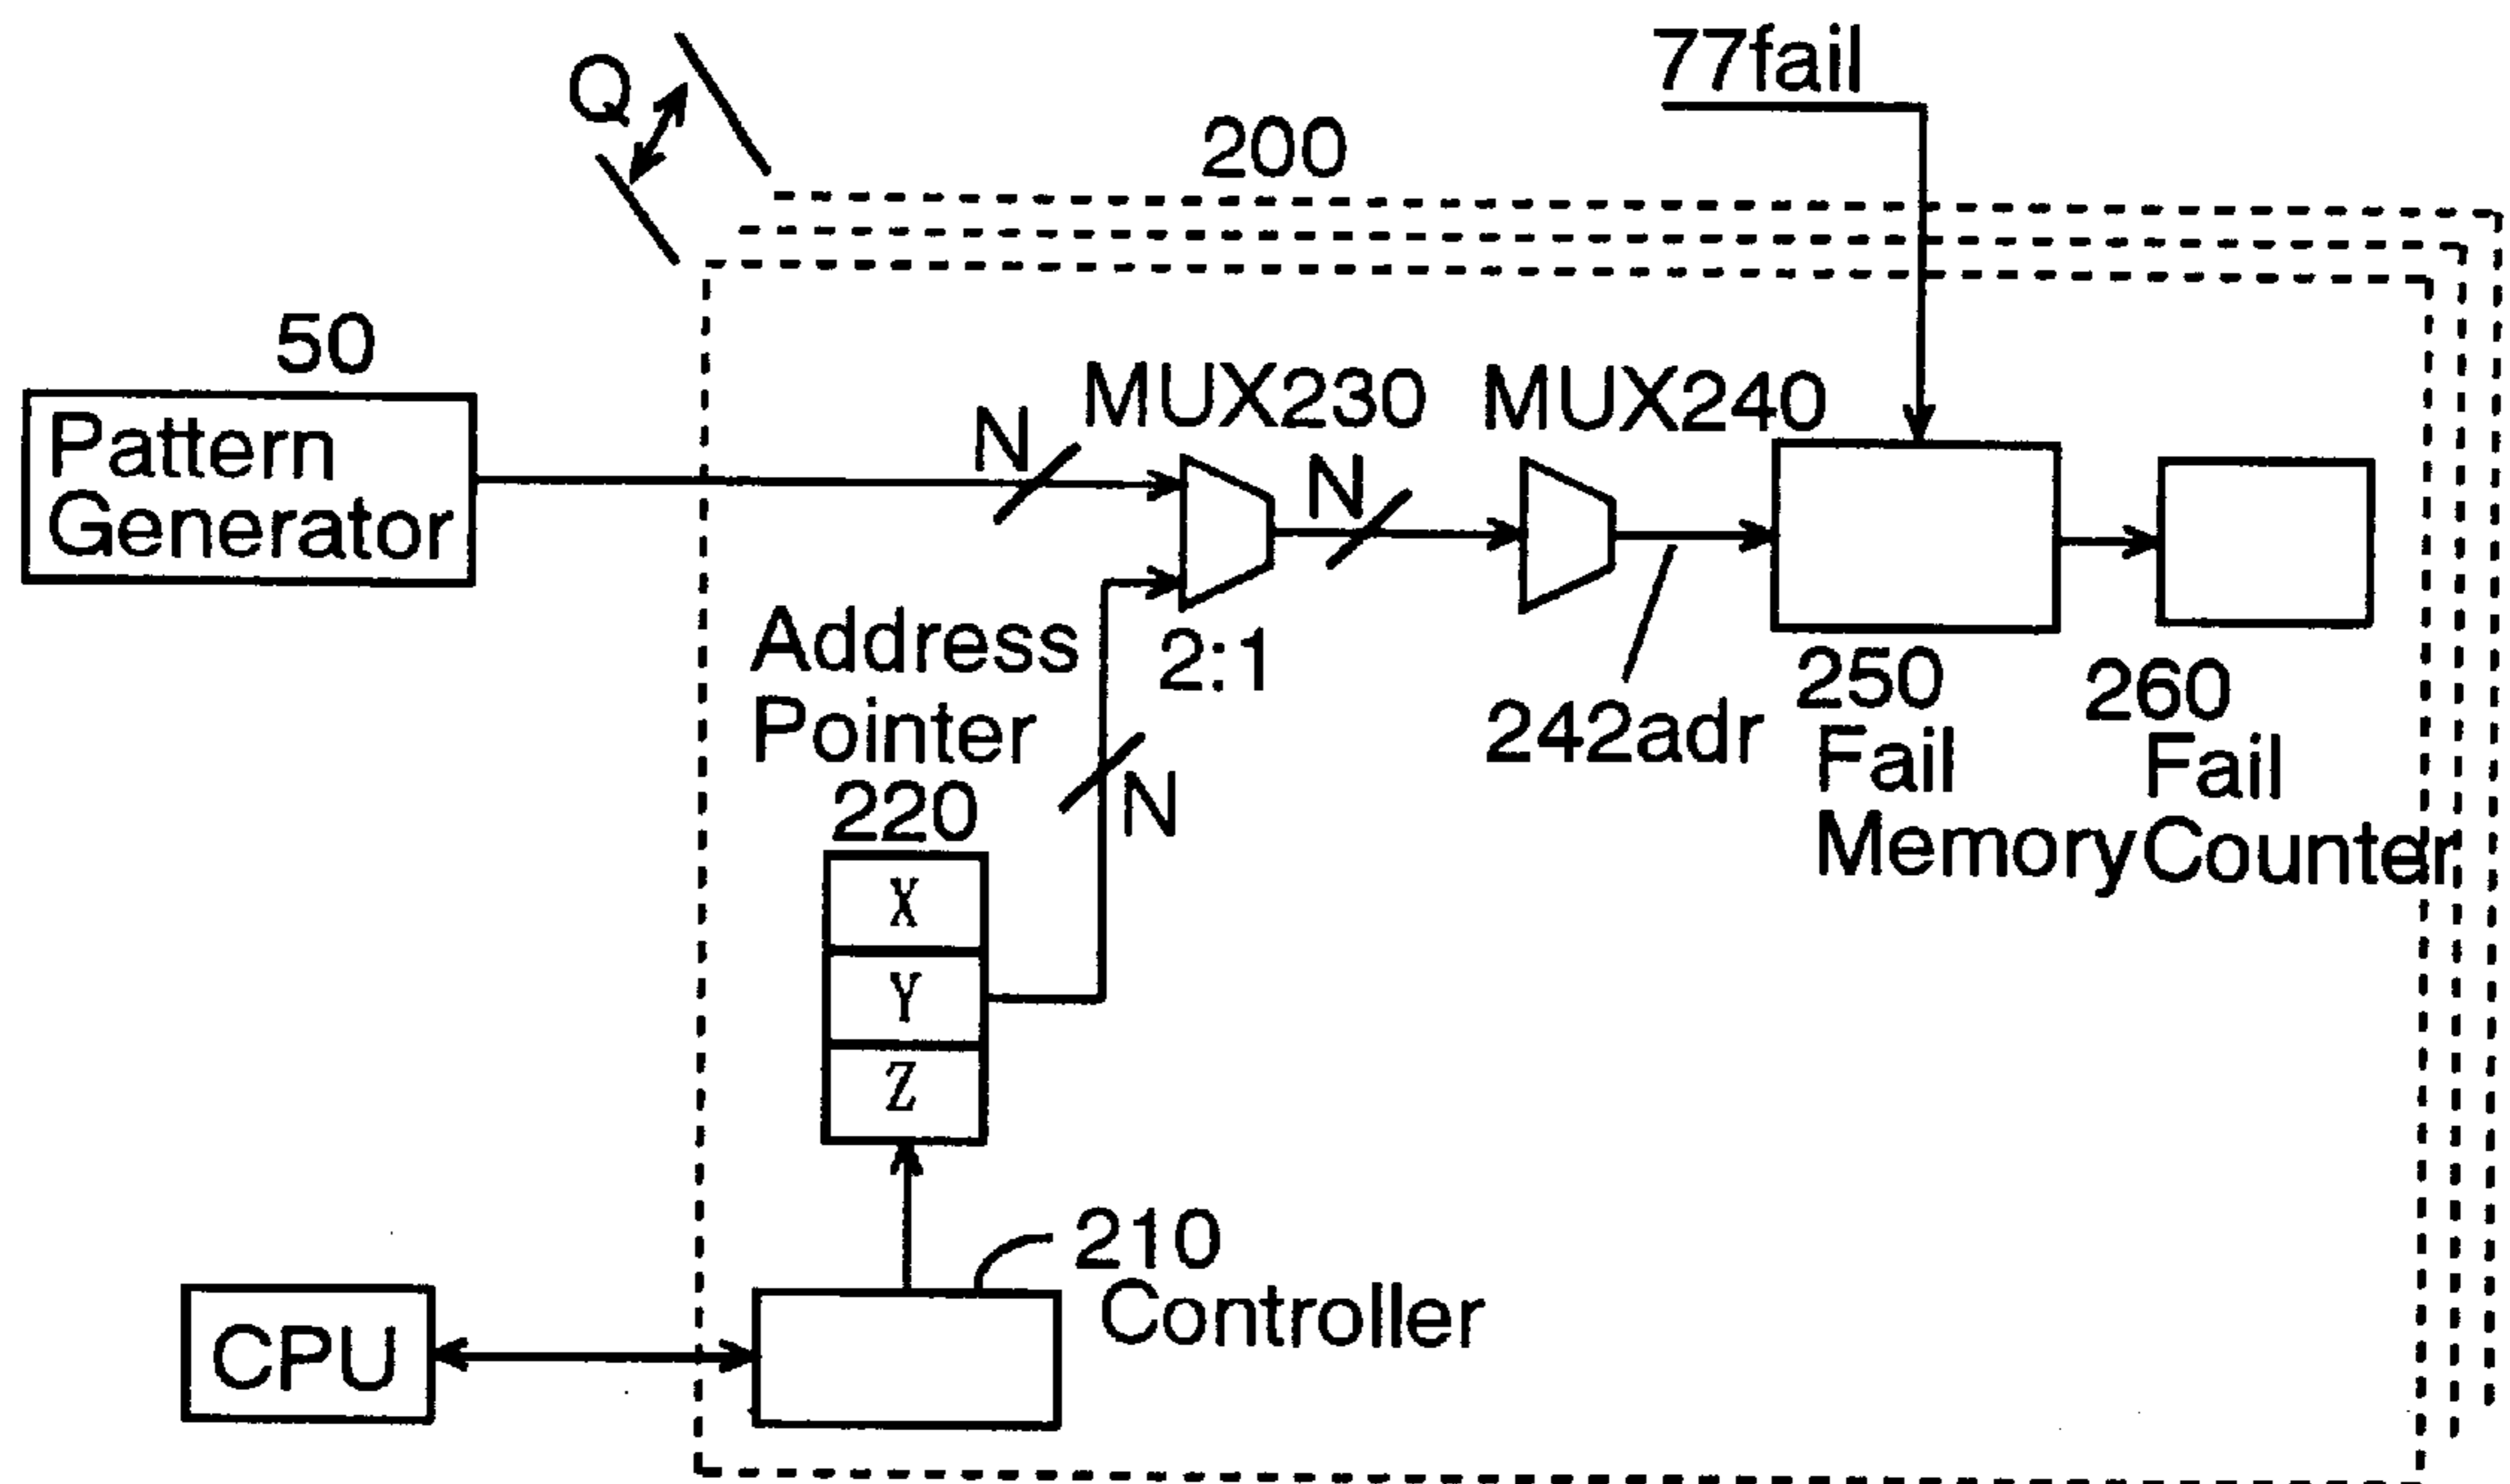 Q
77fail
200
50
Pattern
Generator
N
MUX230
MUX240
N
2:1
Address
Pointer
220
N
242adr
250
Fail
Memory
260
Fail
Counter
X
Y
Z
210
Controller
CPU